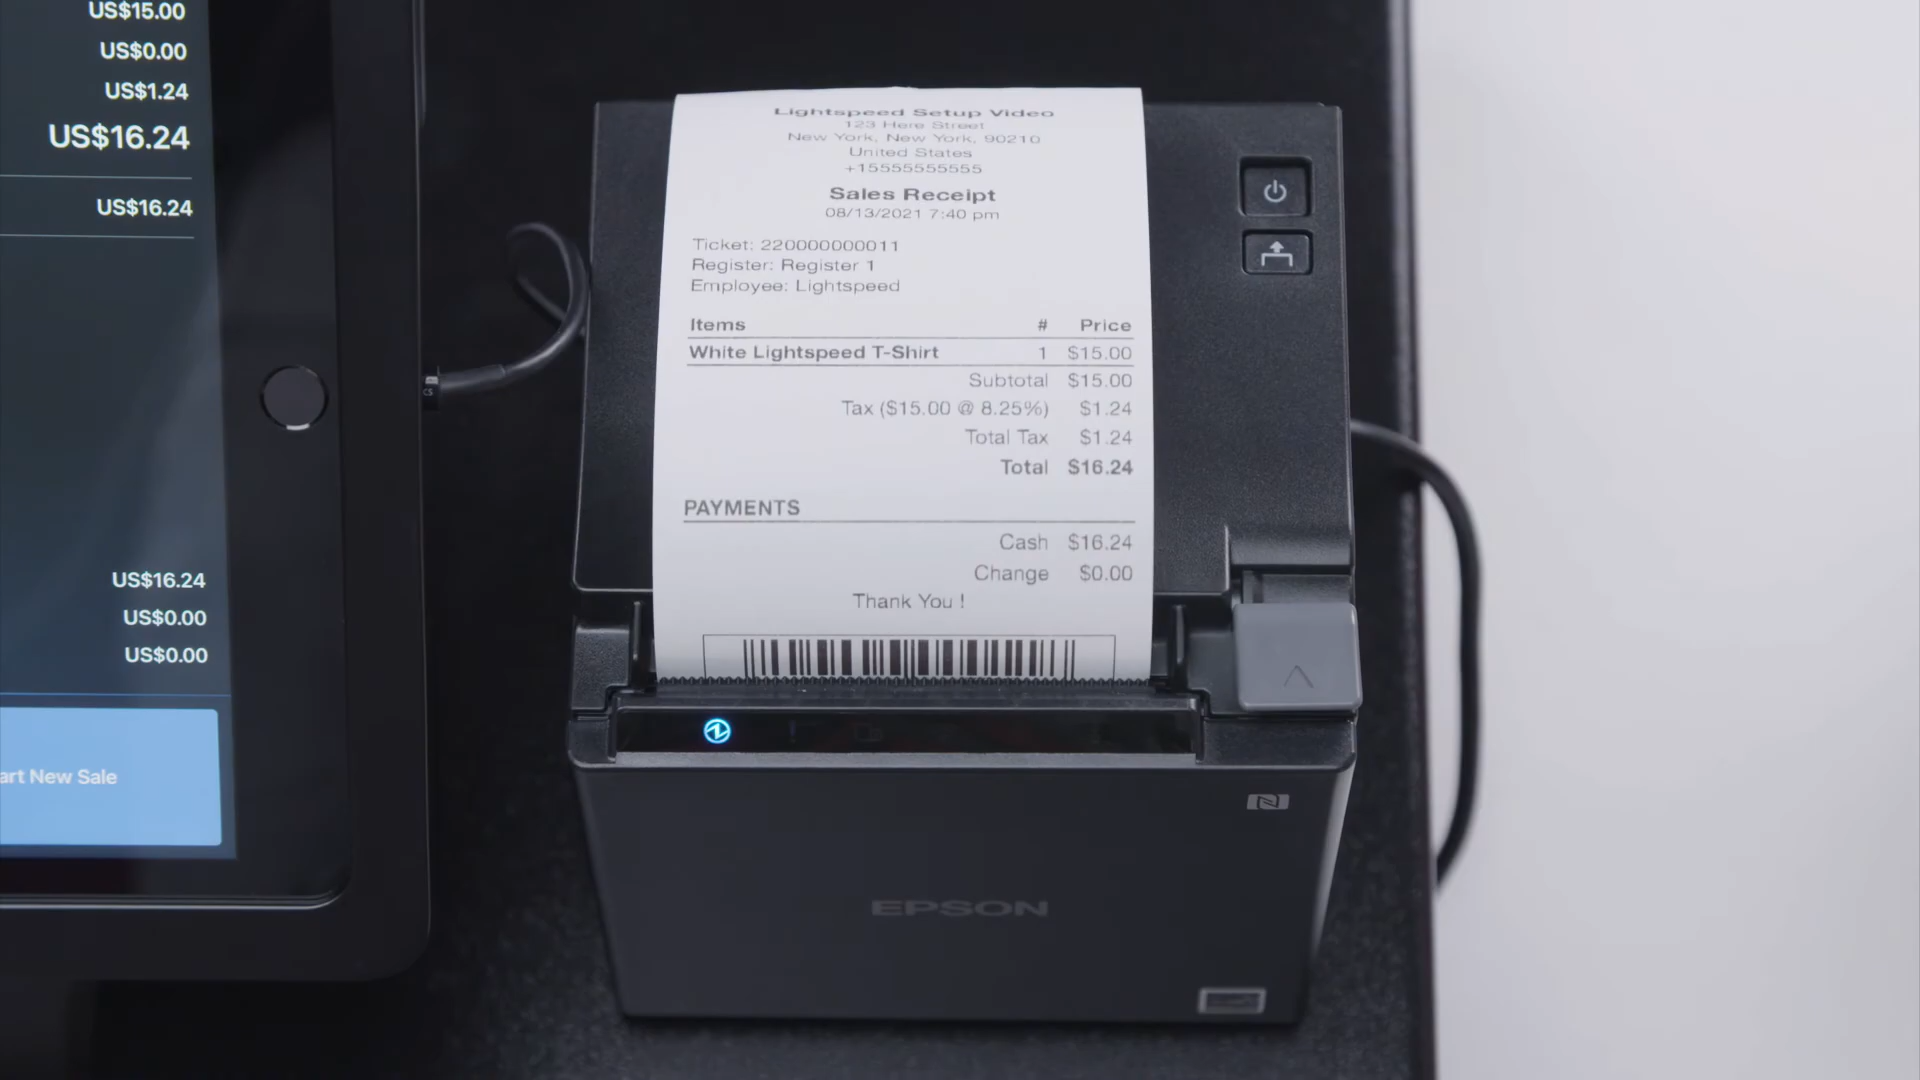 US$15.00
US$0.00
US$1.24
US$16.24
US$16.24
US$16.24
US$0.00
US$0.00
art New Sale
CS
Lightspeed Setup Video
123 Here Street
New York, New York, 90210
United States
+15555555555
Sales Receipt
08/13/2021 7:40 pm
Ticket: 220000000011
Register: Register 1
Employee: Lightspeed
Items # Price
White Lightspeed T-Shirt 1 $15.00
Subtotal $15.00
Tax ($15.00 @ 8.25%) $1.24
Total Tax $1.24
Total $16.24
PAYMENTS
Cash $16.24
Change $0.00
Thank You !
EPSON